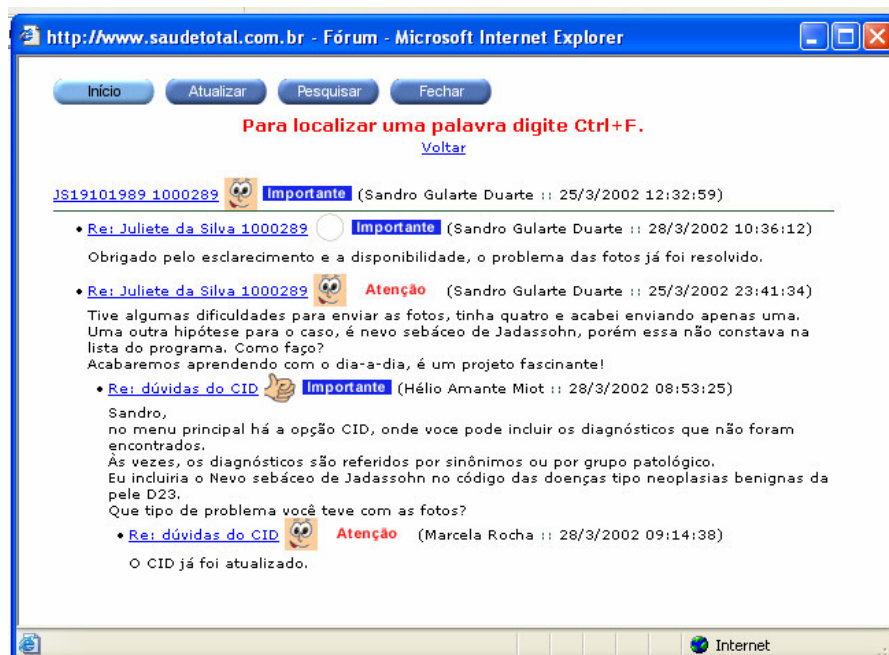 http://www.saudetotal.com.br - Fórum - Microsoft Internet Explorer
Início Atualizar Pesquisar Fechar
Para localizar uma palavra digite Ctrl+F.
Voltar
JS19101989 1000289 Importante (Sandro Gularte Duarte :: 25/3/2002 12:32:59)
• Re: Juliete da Silva 1000289 Importante (Sandro Gularte Duarte :: 28/3/2002 10:36:12)
Obrigado pelo esclarecimento e a disponibilidade, o problema das fotos já foi resolvido.
• Re: Juliete da Silva 1000289 Atenção (Sandro Gularte Duarte :: 25/3/2002 23:41:34)
Tive algumas dificuldades para enviar as fotos, tinha quatro e acabei enviando apenas uma.
Uma outra hipótese para o caso, é nevo sebáceo de Jadassohn, porém essa não constava na
lista do programa. Como faço?
Acabaremos aprendendo com o dia-a-dia, é um projeto fascinante!
• Re: dúvidas do CID Importante (Hélio Amante Miot :: 28/3/2002 08:53:25)
Sandro,
no menu principal há a opção CID, onde voce pode incluir os diagnósticos que não foram
encontrados.
Às vezes, os diagnósticos são referidos por sinônimos ou por grupo patológico.
Eu incluiria o Nevo sebáceo de Jadassohn no código das doenças tipo neoplasias benignas da
pele D23.
Que tipo de problema você teve com as fotos?
• Re: dúvidas do CID Atenção (Marcela Rocha :: 28/3/2002 09:14:38)
O CID já foi atualizado.
Internet